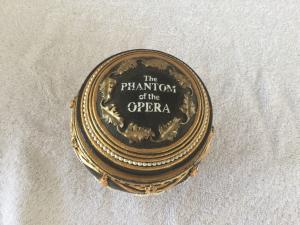 The
PHANTOM
of the
OPERA